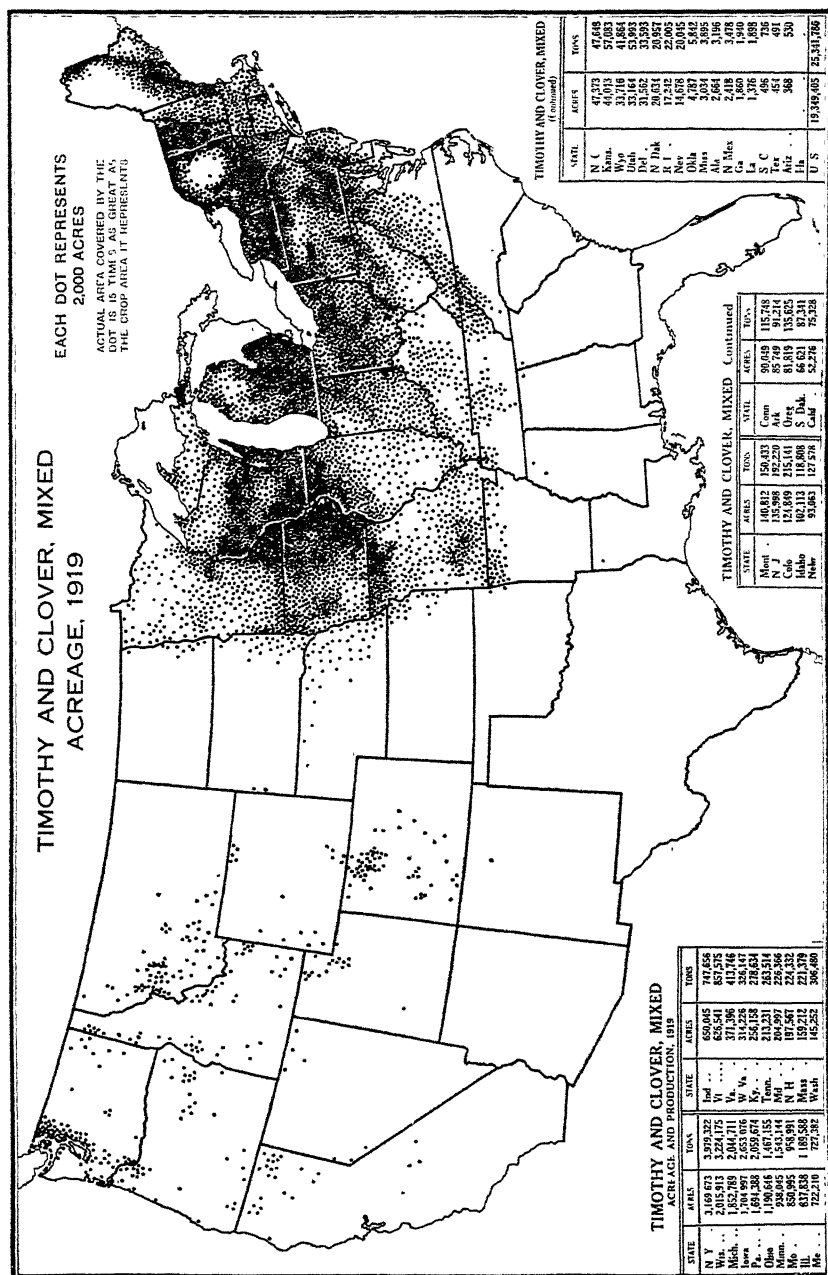 TIMOTHY AND CLOVER, MIXED
ACREAGE, 1919
EACH DOT REPRESENTS
2,000 ACRES
ACTUAL AREA COVERED BY THE
DOT IS 15 TIMES AS GREAT AS
THE CROP AREA IT REPRESENTS
TIMOTHY AND CLOVER, MIXED
ACREAGE AND PRODUCTION, 1919
STATE ACRES TONS STATE ACRES TONS
N Y 3,169 673 3,979,322 Ind 650,045 747,656
Wis. 2,015,913 3,224,175 Vt 626,541 857,575
Mich. 1,852,789 2,044,711 Va. 371,396 413,746
Iowa 1,704 997 2,653 076 W Va 314,226 326,147
Pa. 1,694,388 2,059,674 Ky. 256,158 278,634
Ohio 1,190,646 1,467,155 Tenn. 213,231 263,514
Minn. 938,045 1,543,144 Md 204,997 226,366
Mo 850,995 958,991 N H 197,567 224,332
Ill. 837,838 1 189,588 Mass 159,212 221,379
Me 722,210 727,382 Wash 145,252 306,480
TIMOTHY AND CLOVER, MIXED Continued
STATE ACRES TONS STATE ACRES TONS
Mont 140,812 150,433 Conn 90,049 115,748
N J 135,998 192,220 Ark 85 749 91,214
Colo 124,849 215,141 Oreg 81,819 135,625
Idaho 102,113 118,808 S Dak. 66 621 87,341
Nebr 93,063 127 578 Calif 52,276 75,328
TIMOTHY AND CLOVER, MIXED
STATE ACRES TONS
N C 47,373 47,648
Kans. 44,013 57,083
Wyo 33,716 41,864
Utah 33,164 53,993
Del 31,562 33,593
N Dak 20,634 20,957
R I 17,242 22,005
Nev 14,678 20,045
Okla 4,787 5,842
Miss 3,034 3,895
Ala 2,664 3,196
N Mex 2,418 3,478
Ga 1,860 1,940
La 1,376 1,898
S C 496 736
Tex 454 491
Ariz 368 530
Fla
U S 19,349,405 25,341,786